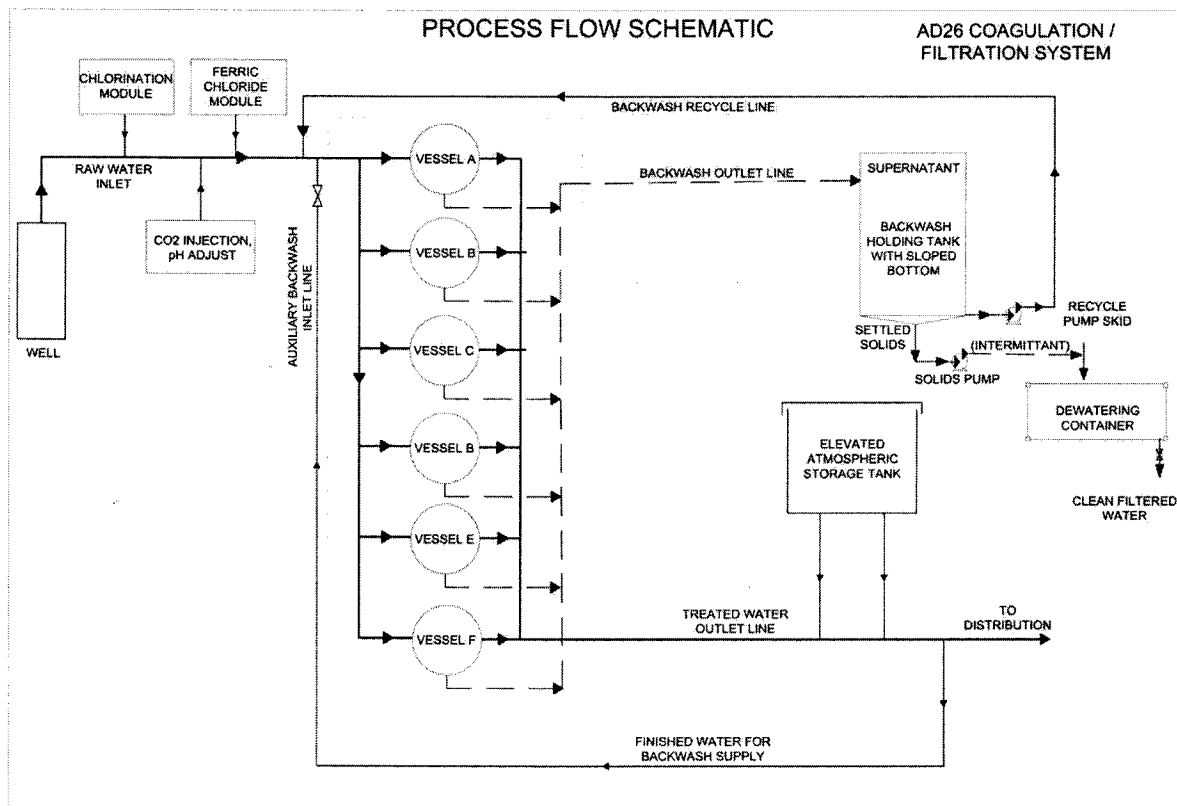 PROCESS FLOW SCHEMATIC
AD26 COAGULATION /
FILTRATION SYSTEM
CHLORINATION
MODULE
FERRIC
CHLORIDE
MODULE
BACKWASH RECYCLE LINE
RAW WATER
INLET
VESSEL A
BACKWASH OUTLET LINE
SUPERNATANT
CO2 INJECTION,
pH ADJUST
AUXILIARY BACKWASH
INLET LINE
VESSEL B
BACKWASH
HOLDING TANK
WITH SLOPED
BOTTOM
RECYCLE
PUMP SKID
WELL
VESSEL C
SETTLED
SOLIDS
(INTERMITTANT)
SOLIDS PUMP
DEWATERING
CONTAINER
VESSEL B
ELEVATED
ATMOSPHERIC
STORAGE TANK
CLEAN FILTERED
WATER
VESSEL E
VESSEL F
TREATED WATER
OUTLET LINE
TO
DISTRIBUTION
FINISHED WATER FOR
BACKWASH SUPPLY